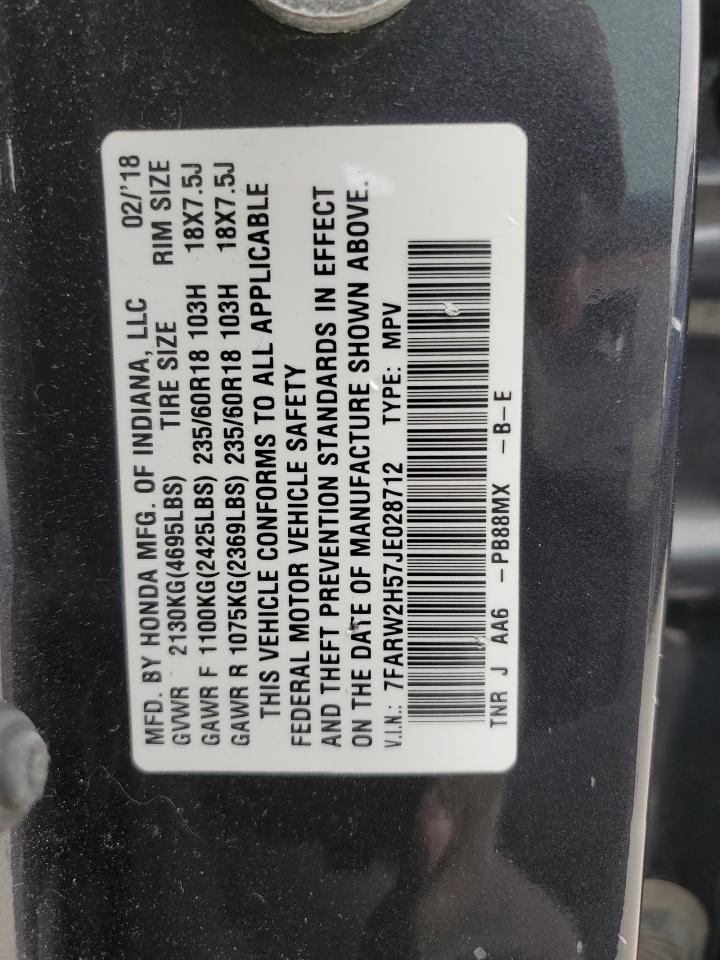 MFD. BY HONDA MFG. OF INDIANA, LLC 02/'18
GVWR 2130KG(4695LBS) TIRE SIZE RIM SIZE
GAWR F 1100KG(2425LBS) 235/60R18 103H 18X7.5J
GAWR R 1075KG(2369LBS) 235/60R18 103H 18X7.5J
THIS VEHICLE CONFORMS TO ALL APPLICABLE
FEDERAL MOTOR VEHICLE SAFETY
AND THEFT PREVENTION STANDARDS IN EFFECT
ON THE DATE OF MANUFACTURE SHOWN ABOVE.
V.I.N.: 7FARW2H57JE028712 TYPE: MPV
TNR J AA6 -PB88MX -B-E